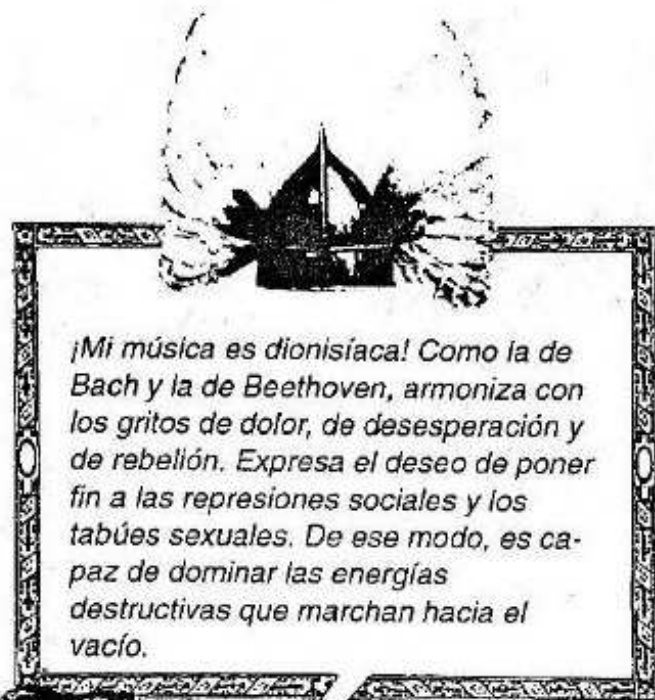 ¡Mi música es dionisíaca! Como la de
Bach y la de Beethoven, armoniza con
los gritos de dolor, de desesperación y
de rebelión. Expresa el deseo de poner
fin a las represiones sociales y los
tabúes sexuales. De ese modo, es ca-
paz de dominar las energías
destructivas que marchan hacia el
vacío.